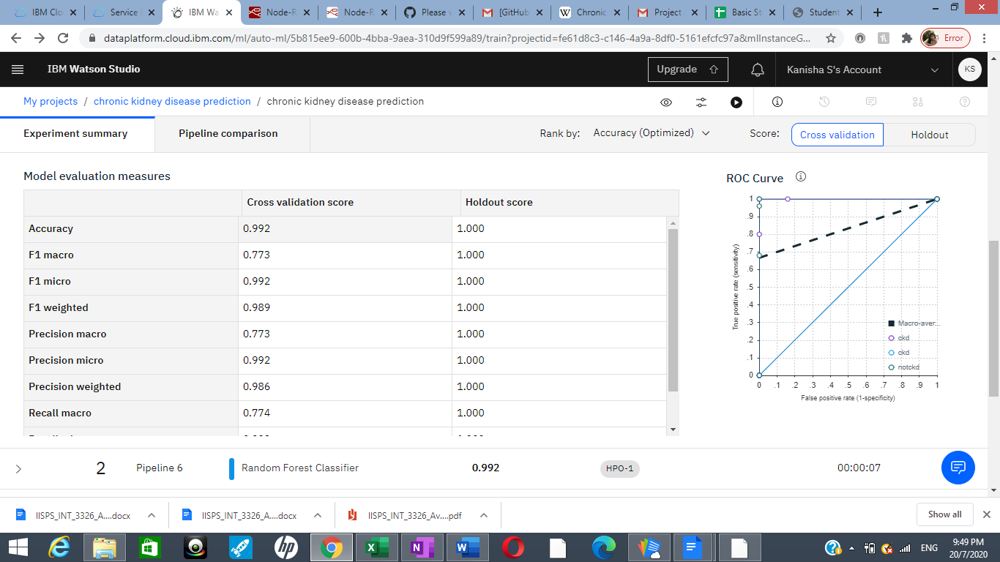 IBM Clo
Service
IBM Wa
Node-R
Node-R
Please v
[GitHub
Chronic
Project
Basic St
Student
dataplatform.cloud.ibm.com/ml/auto-ml/5b815ee9-600b-4bba-9aea-310d9f599a89/train?projectid=fe61d8c3-c146-4a9a-8df0-5161efcfc97a&mlInstanceG...
Error
IBM Watson Studio
Upgrade
Kanisha S's Account
KS
My projects / chronic kidney disease prediction / chronic kidney disease prediction
Experiment summary
Pipeline comparison
Rank by: Accuracy (Optimized)
Score: Cross validation Holdout
Model evaluation measures
Cross validation score Holdout score
Accuracy 0.992 1.000
F1 macro 0.773 1.000
F1 micro 0.992 1.000
F1 weighted 0.989 1.000
Precision macro 0.773 1.000
Precision micro 0.992 1.000
Precision weighted 0.986 1.000
Recall macro 0.774 1.000
ROC Curve
True positive rate (sensitivity)
1
.9
.8
.7
.6
.5
.4
.3
.2
.1
0
Macro-aver...
ckd
ckd
notckd
0 .1 .2 .3 .4 .5 .6 .7 .8 .9 1
False positive rate (1-specificity)
2 Pipeline 6 Random Forest Classifier 0.992 HPO-1 00:00:07
IISPS_INT_3326_A....docx
IISPS_INT_3326_A....docx
IISPS_INT_3326_Av....pdf
Show all
ENG
9:49 PM
20/7/2020